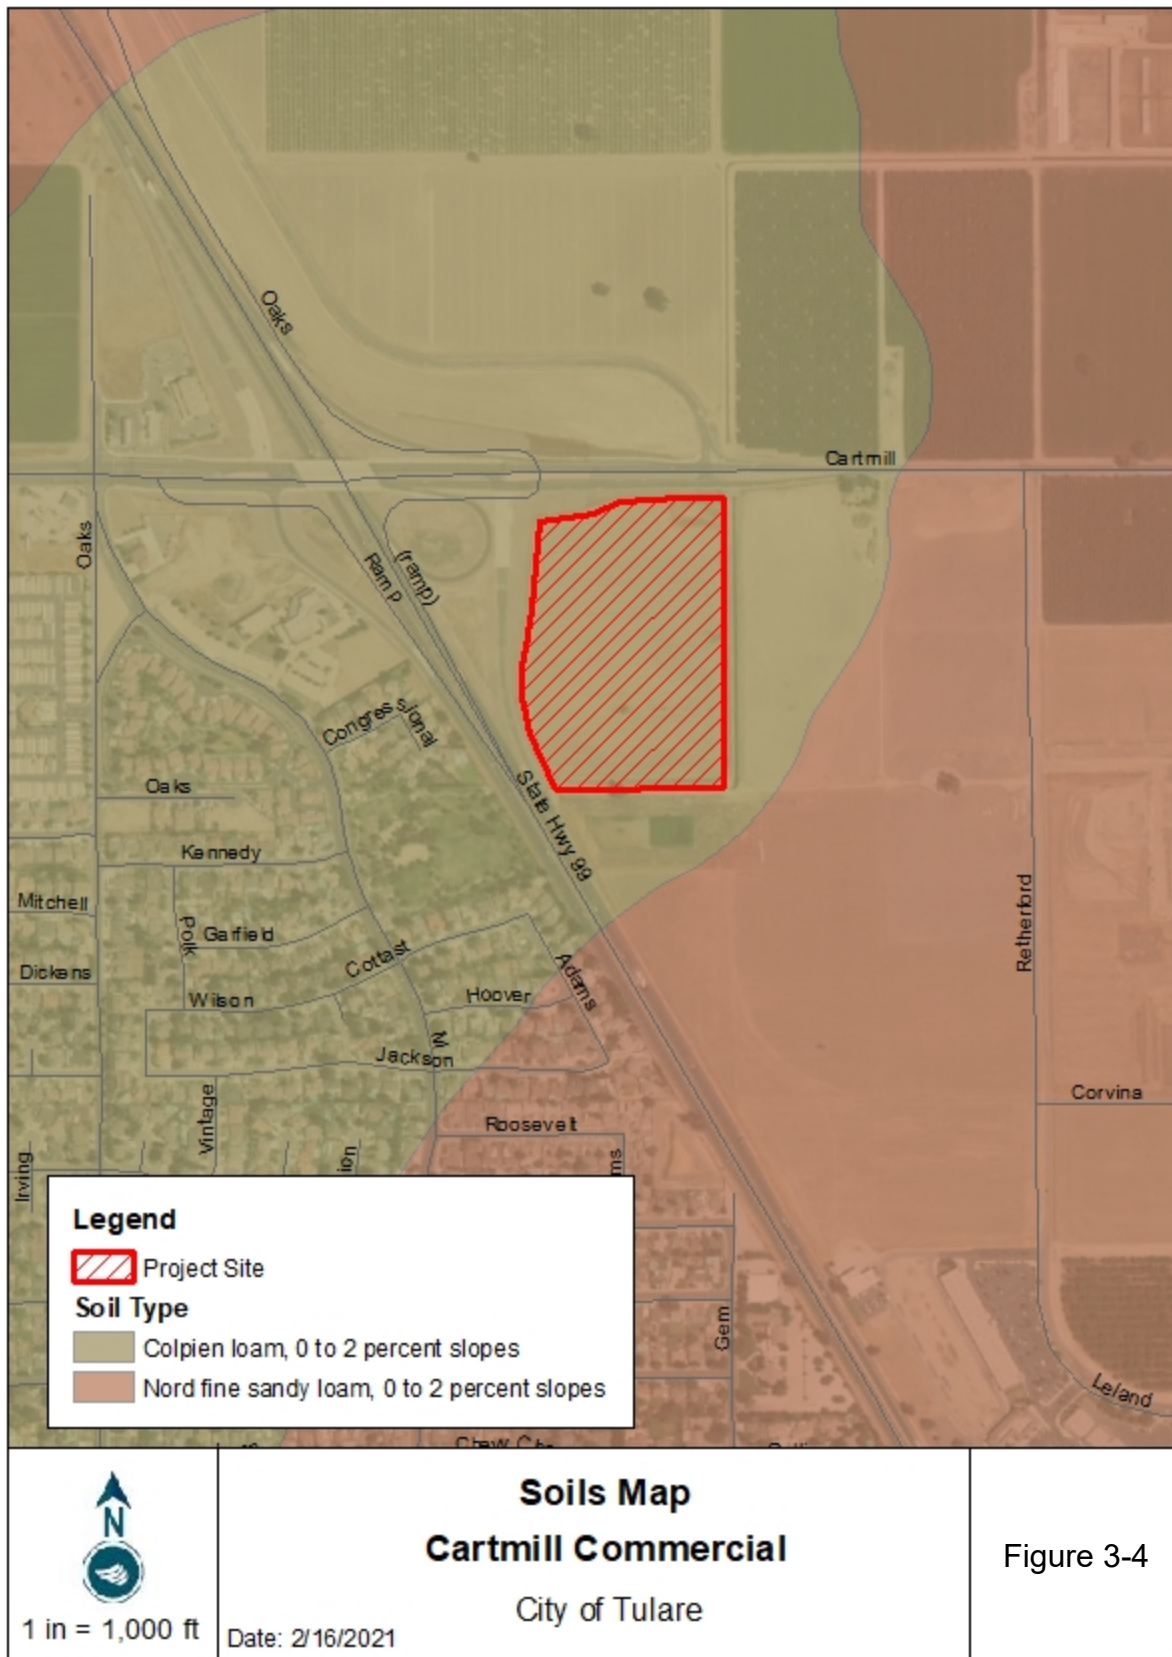 Oaks
Cartmill
Oaks
Ramp
(ramp)
Congressional
Oaks
State Hwy 99
Kennedy
Mitchell
Polk
Garfield
Retherford
Cottast
Dickens
Adams
Wilson
Hoover
M
Jackson
Corvina
Vintage
Roosevelt
Irving
ion
ms
Gem
Leland
Legend
Project Site
Soil Type
Colpien loam, 0 to 2 percent slopes
Nord fine sandy loam, 0 to 2 percent slopes
N
1 in = 1,000 ft
Soils Map
Cartmill Commercial
City of Tulare
Date: 2/16/2021
Figure 3-4